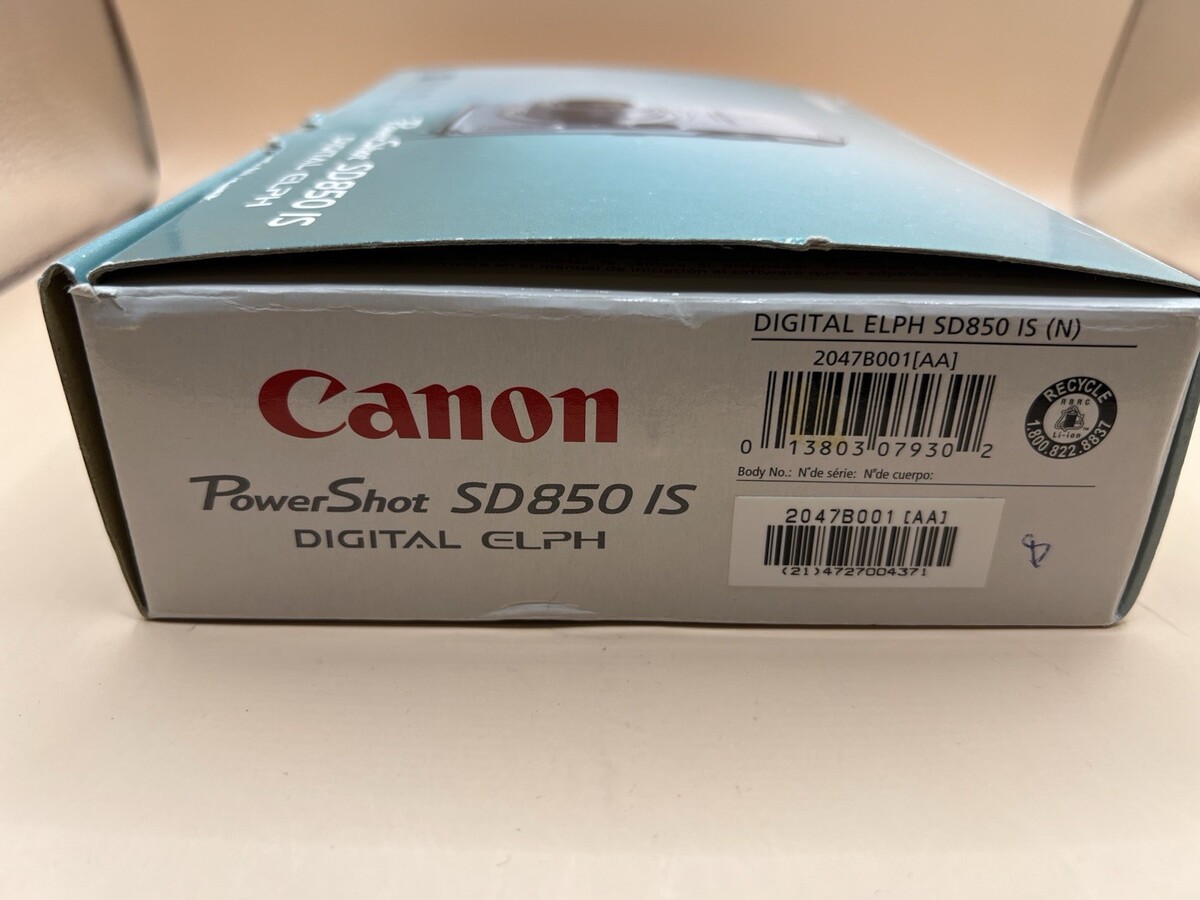 PowerShot SD850 IS
DIGITAL ELPH
Canon
PowerShot SD850 IS
DIGITAL ELPH
DIGITAL ELPH SD850 IS (N)
2047B001[AA]
0 13803 07930 2
Body No.: N°de série: N°de cuerpo:
2047B001 [AA]
(21)4727004371
RECYCLE
RBRC
Li-ion
1.800.822.8837